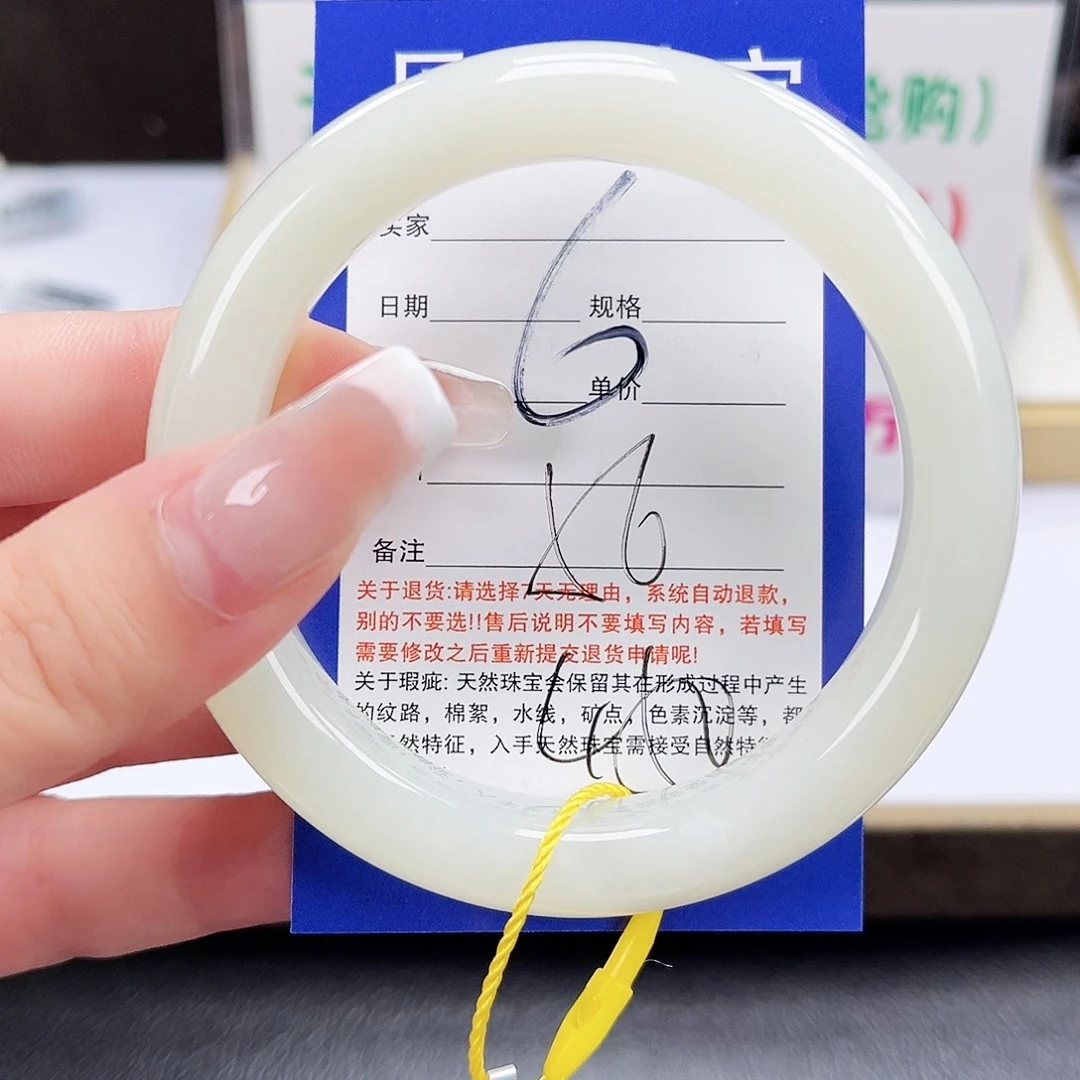 购）
买家
6
日期 规格
单价
X6
备注
关于退货:请选择7天无理由，系统自动退款，
别的不要选!!售后说明不要填写内容，若填写
需要修改之后重新提交退货申请呢!
关于瑕疵: 天然珠宝会保留其在形成过程中产生
的纹路，棉絮，水线，矿点，色素沉淀等，都
然特征，入手天然珠宝需接受自然特